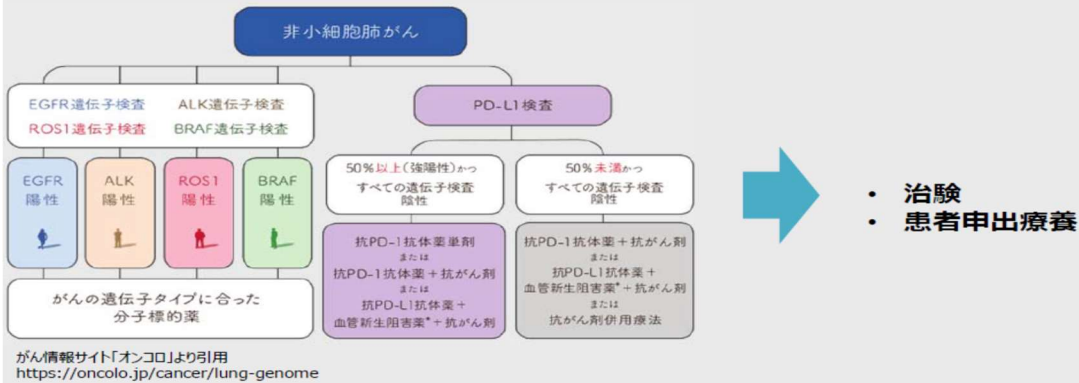 非小細胞肺がん
EGFR遺伝子検査 ALK遺伝子検査
ROS1遺伝子検査 BRAF遺伝子検査
PD-L1検査
EGFR
陽性
ALK
陽性
ROS1
陽性
BRAF
陽性
がんの遺伝子タイプに合った
分子標的薬
50%以上(強陽性)かつ
すべての遺伝子検査
陰性
50%未満かつ
すべての遺伝子検査
陰性
抗PD-1抗体薬単剤
または
抗PD-1抗体薬+抗がん剤
または
抗PD-L1抗体薬+
血管新生阻害薬*+抗がん剤
抗PD-1抗体薬+抗がん剤
または
抗PD-L1抗体薬+
血管新生阻害薬*+抗がん剤
または
抗がん剤併用療法
• 治験
• 患者申出療養
がん情報サイト「オンコロ」より引用
https://oncolo.jp/cancer/lung-genome